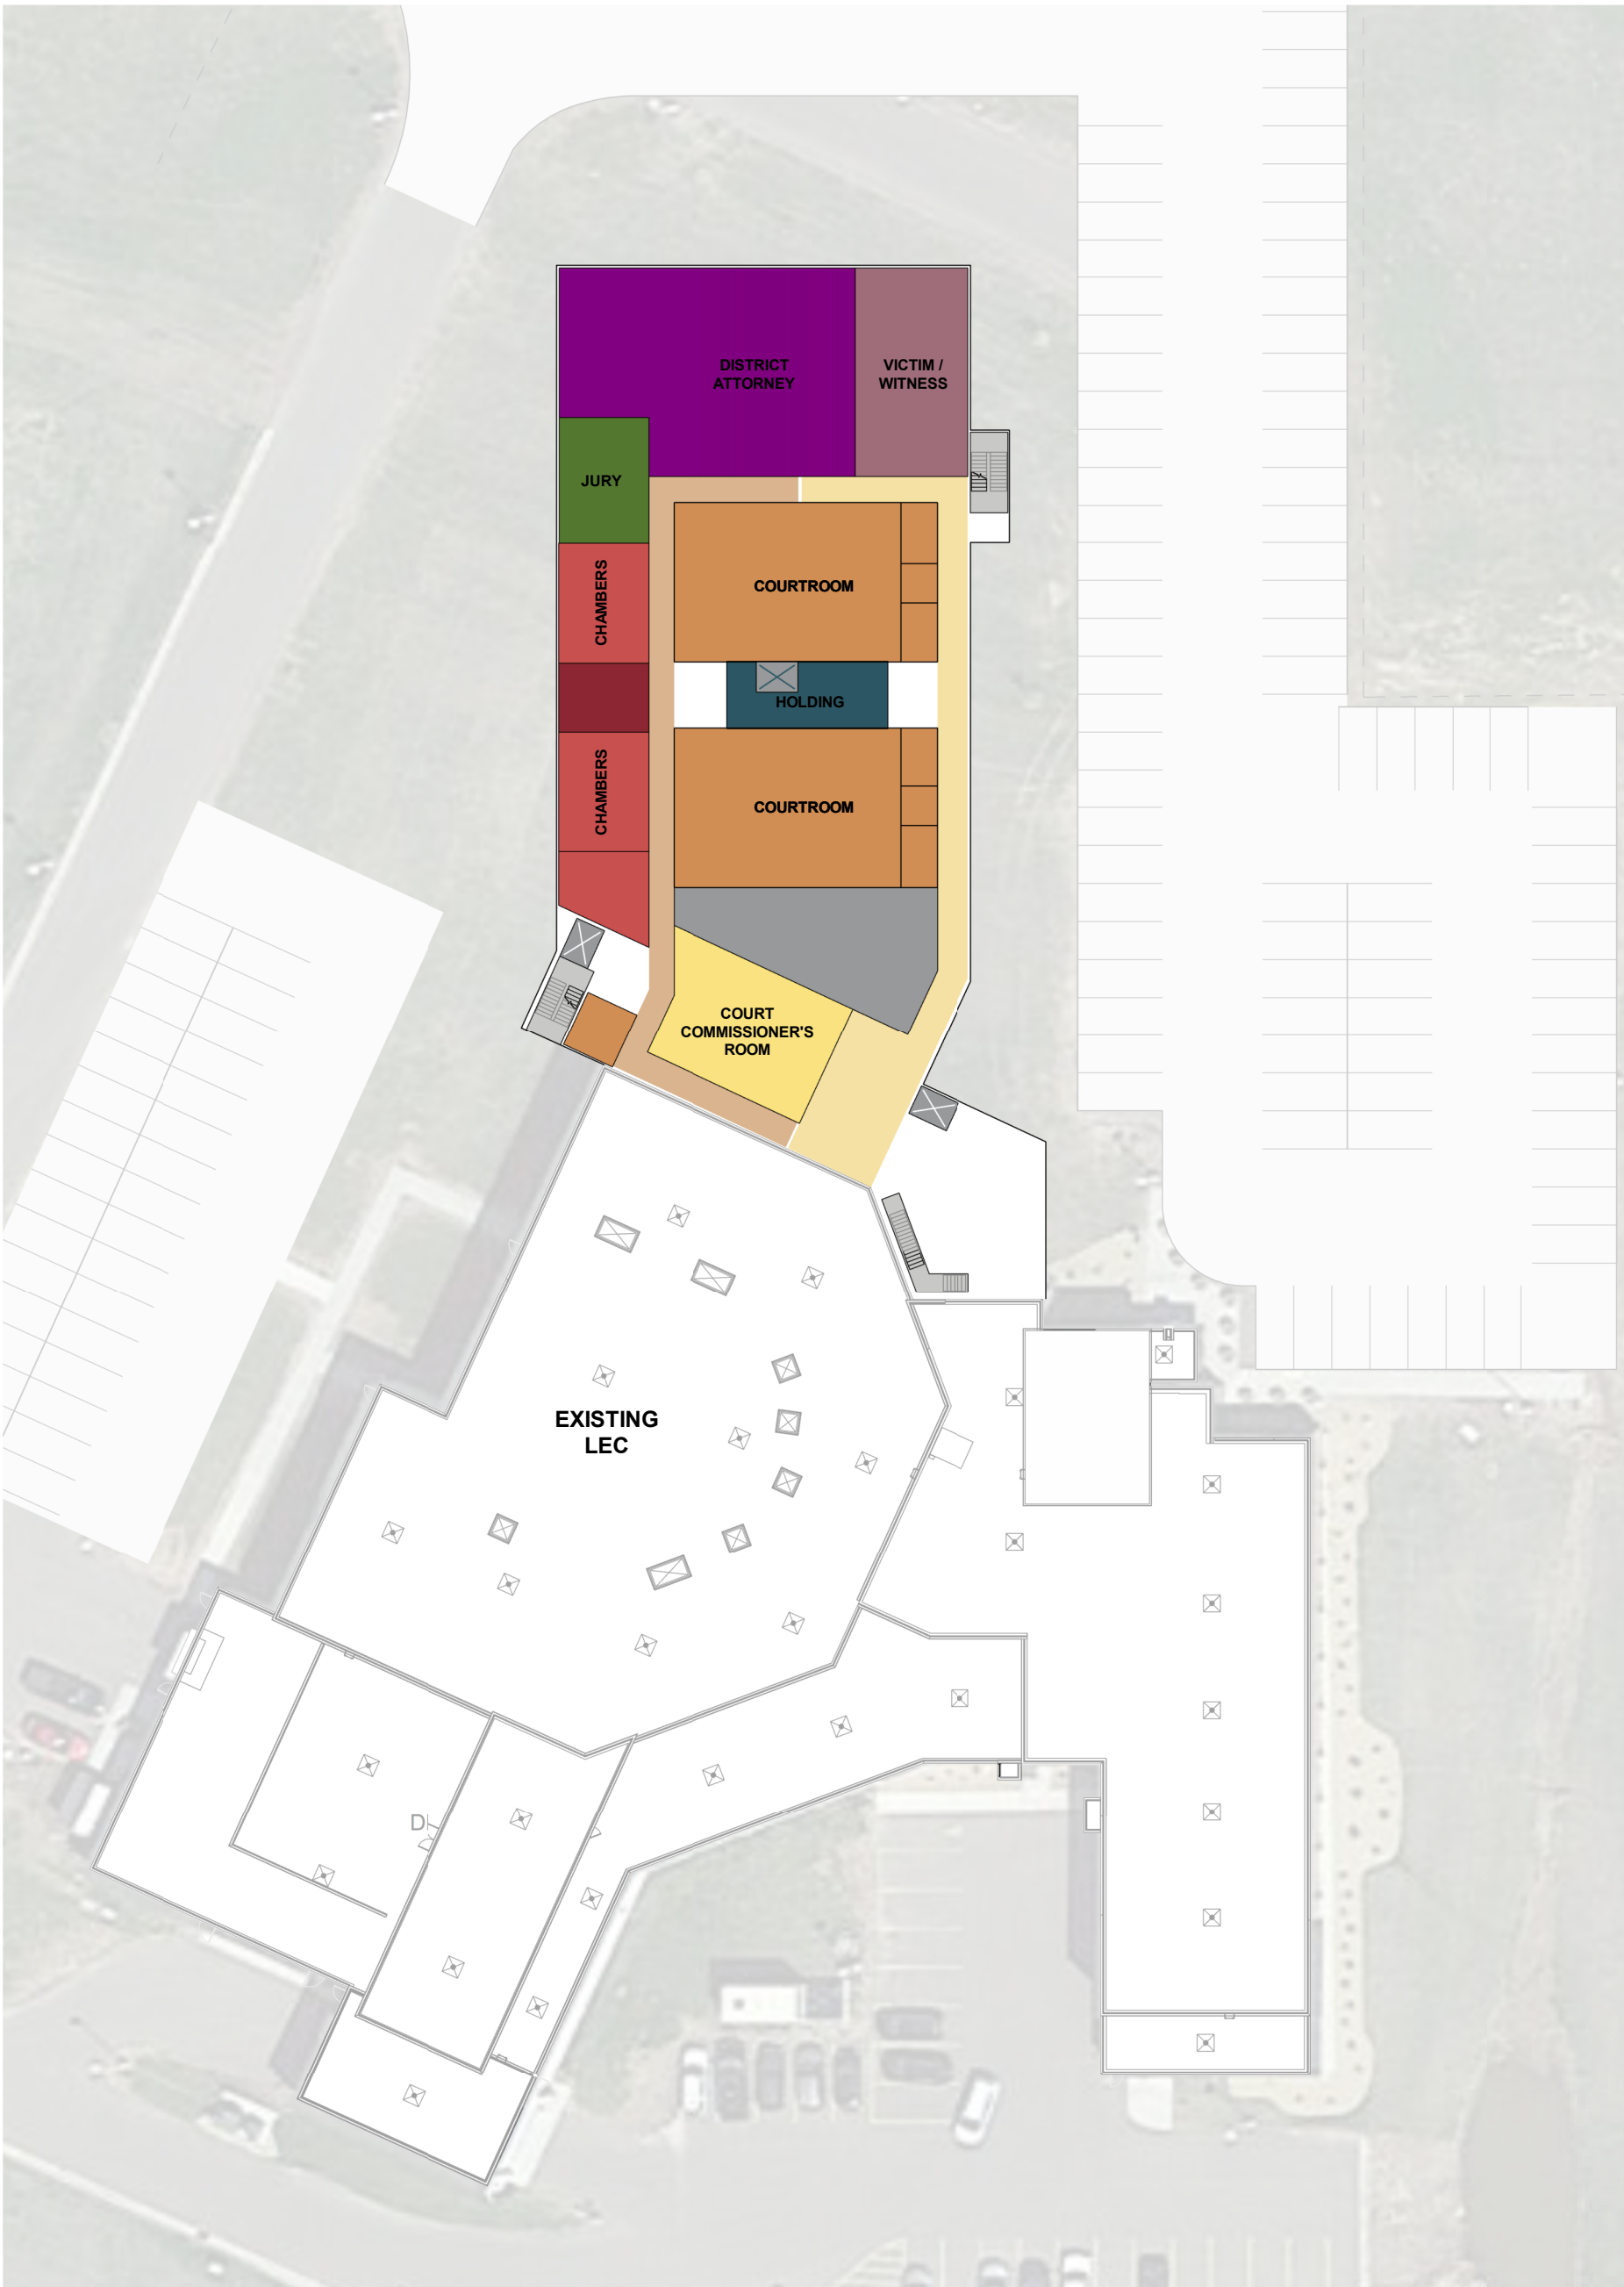 DISTRICT
ATTORNEY
VICTIM /
WITNESS
JURY
CHAMBERS
COURTROOM
HOLDING
CHAMBERS
COURTROOM
COURT
COMMISSIONER'S
ROOM
EXISTING
LEC
D